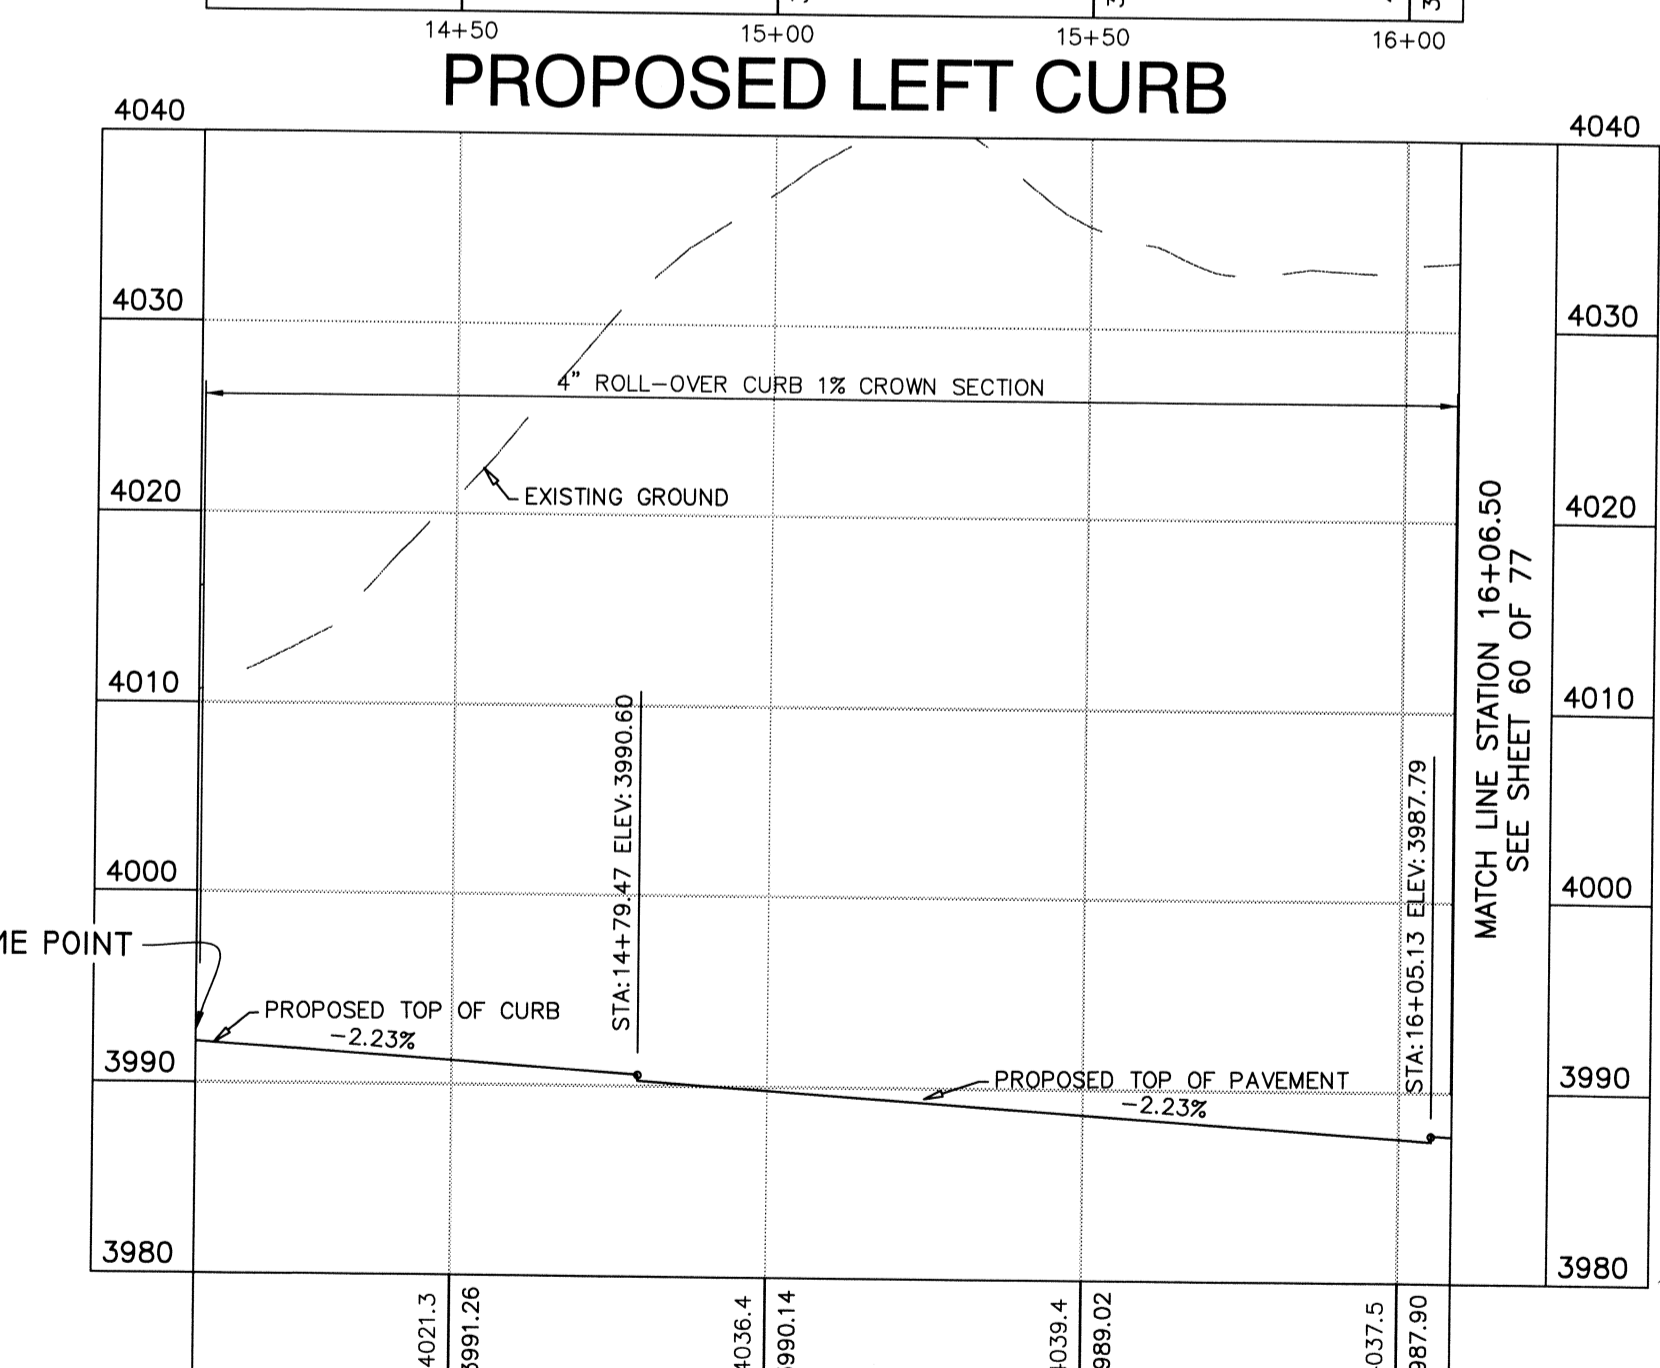 14+50 15+00 15+50 16+00
PROPOSED LEFT CURB
4040 4040
4030 4030
4" ROLL-OVER CURB 1% CROWN SECTION
4020 4020
EXISTING GROUND
4010 4010
STA:14+79.47 ELEV:3990.60
STA:16+05.13 ELEV:3987.79
MATCH LINE STATION 16+06.50
SEE SHEET 60 OF 77
4000 4000
POINT
PROPOSED TOP OF CURB
-2.23%
3990 3990
PROPOSED TOP OF PAVEMENT
-2.23%
3980 3980
4021.3
3991.26
4036.4
990.14
4039.4
989.02
037.5
987.90